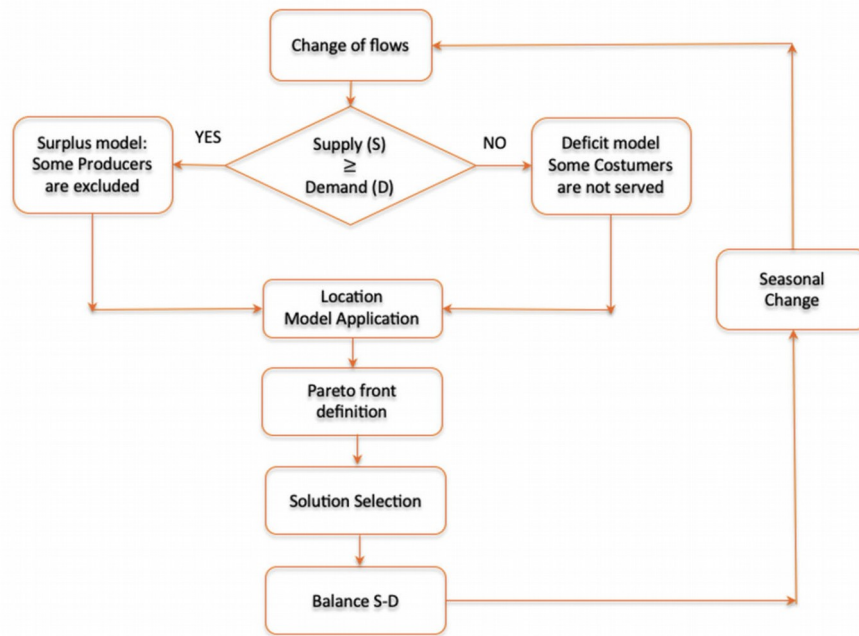 Change of flows
YES
Surplus model:
Some Producers
are excluded
Supply (S)
≥
Demand (D)
NO
Deficit model
Some Costumers
are not served
Seasonal
Change
Location
Model Application
Pareto front
definition
Solution Selection
Balance S-D